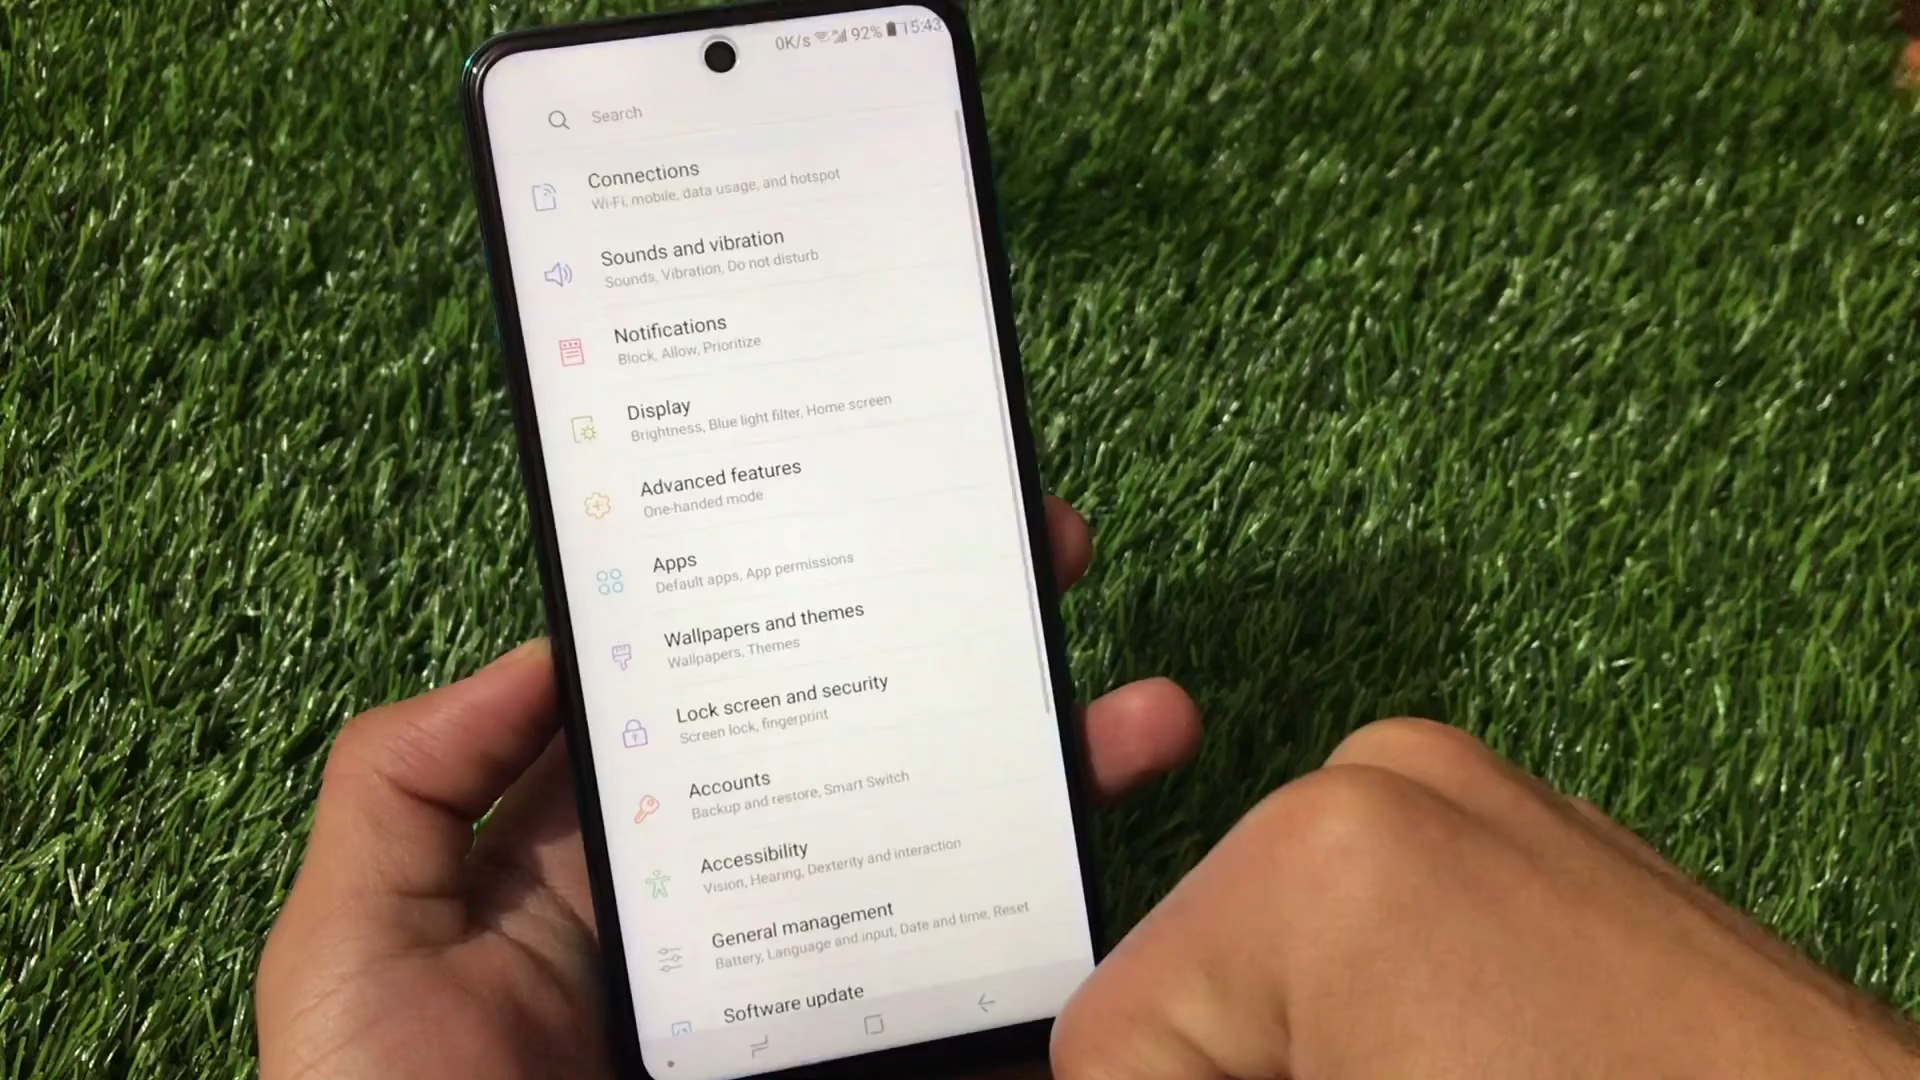 0K/s 92% 15:43
Search
Connections
Wi-Fi, mobile, data usage, and hotspot
Sounds and vibration
Sounds, Vibration, Do not disturb
Notifications
Block, Allow, Prioritize
Display
Brightness, Blue light filter, Home screen
Advanced features
One-handed mode
Apps
Default apps, App permissions
Wallpapers and themes
Wallpapers, Themes
Lock screen and security
Screen lock, fingerprint
Accounts
Backup and restore, Smart Switch
Accessibility
Vision, Hearing, Dexterity and interaction
General management
Battery, Language and input, Date and time, Reset
Software update